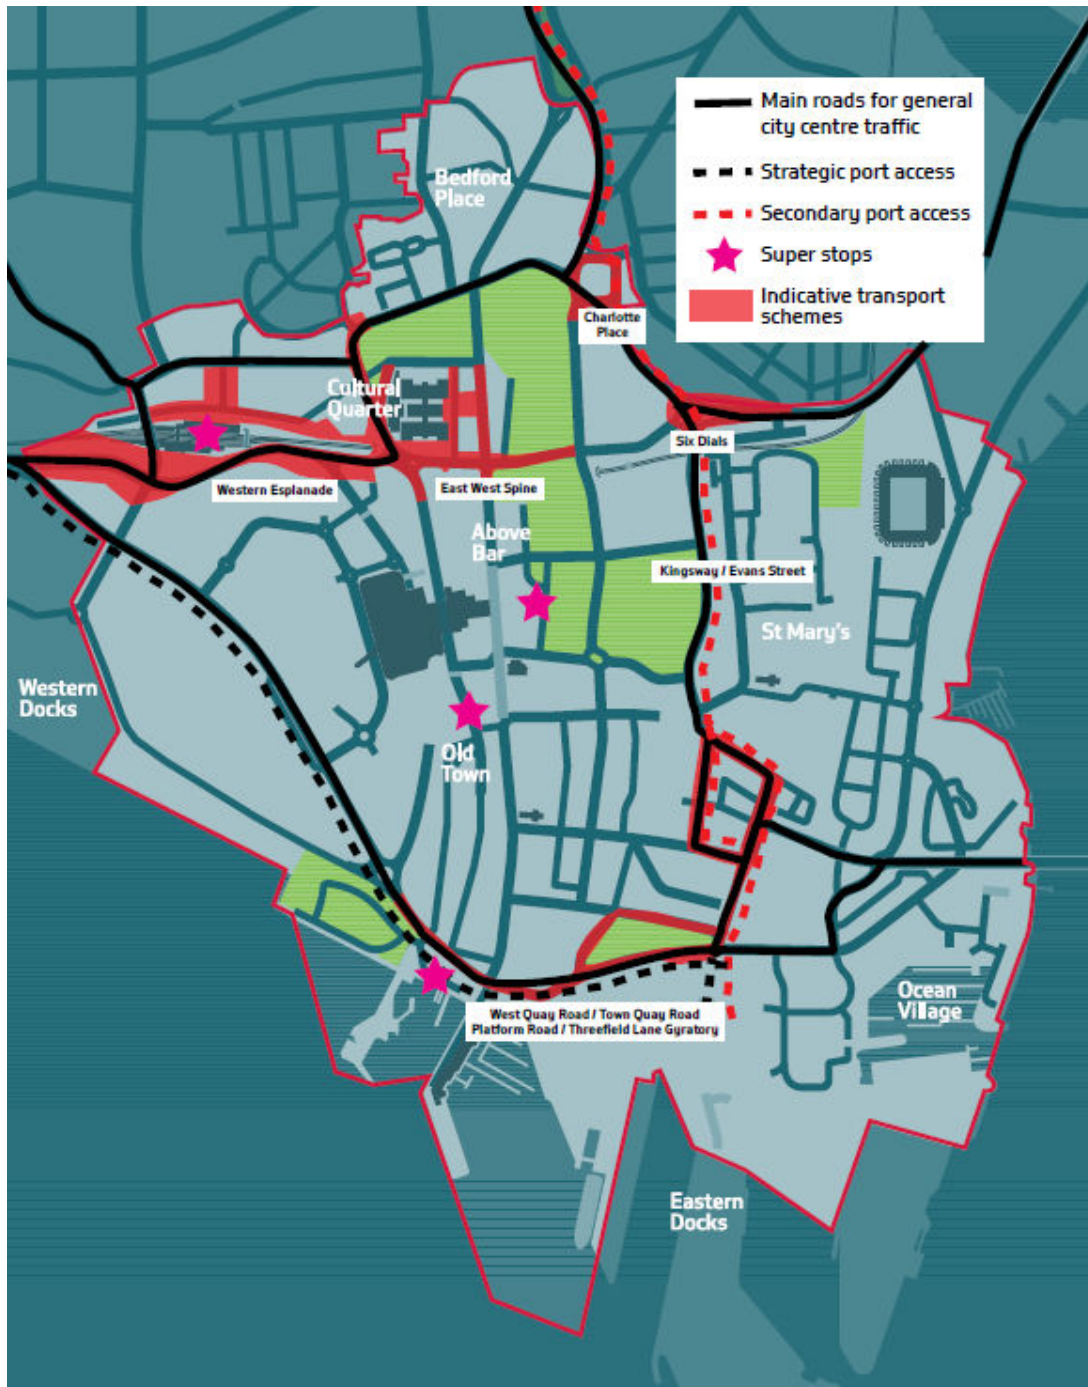 Main roads for general
city centre traffic
Strategic port access
Secondary port access
Super stops
Indicative transport
schemes
Bedford
Place
Charlotte
Place
Cultural
Quarter
Six Dials
Western Esplanade
East West Spine
Above
Bar
Kingsway / Evans Street
St Mary's
Western
Docks
Old
Town
Ocean
Village
West Quay Road / Town Quay Road
Platform Road / Threefield Lane Gyratory
Eastern
Docks